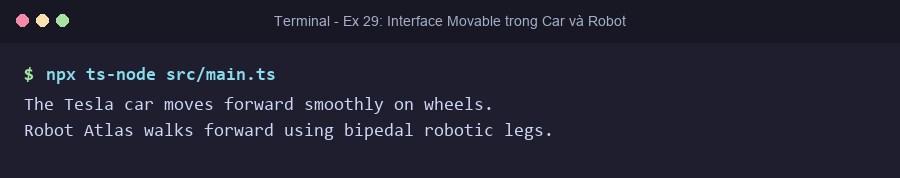 Terminal - Ex 29: Interface Movable trong Car và Robot
$ npx ts-node src/main.ts
The Tesla car moves forward smoothly on wheels.
Robot Atlas walks forward using bipedal robotic legs.